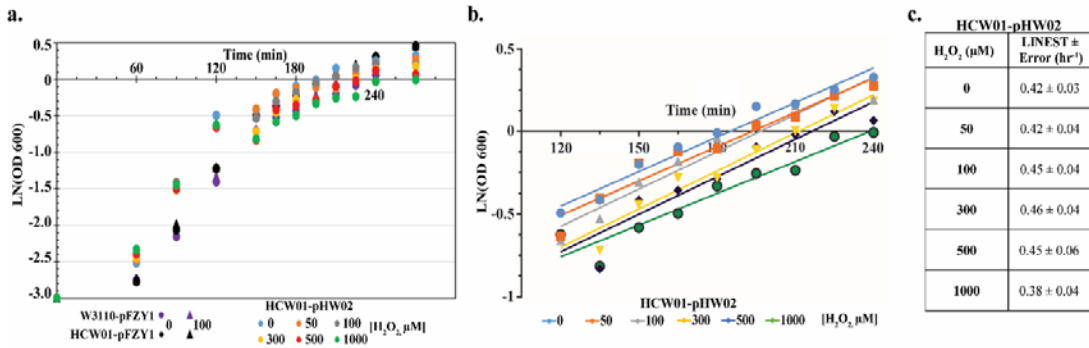 a.
0.5
Time (min)
60
120
180
0
240
-0.5
-1.0
-1.5
-2.0
-2.5
-3.0
LN(OD 600)
W3110-pFZY1
HCW01-pFZY1
0
100
HCW01-pHW02
0
50
100
300
500
1000
[H₂O₂, µM]
b.
0.5
Time (min)
0
120
150
180
210
240
-0.5
-1
LN(OD 600)
HCW01-pHW02
0
50
100
300
500
1000
[H₂O₂, µM]
c.
HCW01-pHW02
H₂O₂ (µM)
LINEST ±
Error (hr⁻¹)
0
0.42 ± 0.03
50
0.42 ± 0.04
100
0.45 ± 0.04
300
0.46 ± 0.04
500
0.45 ± 0.06
1000
0.38 ± 0.04